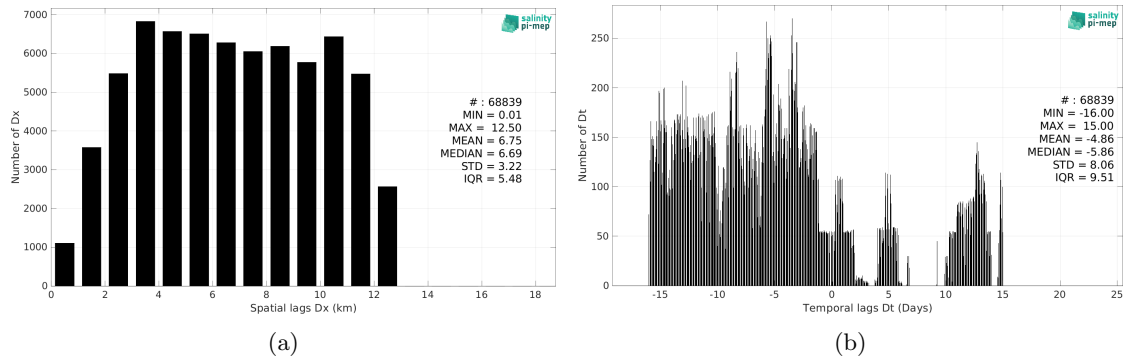 salinity
pi-mep
7000
6000
5000
4000
3000
2000
1000
0
Number of Dx
# : 68839
MIN = 0.01
MAX = 12.50
MEAN = 6.75
MEDIAN = 6.69
STD = 3.22
IQR = 5.48
0 2 4 6 8 10 12 14 16 18
Spatial lags Dx (km)
(a)
salinity
pi-mep
250
200
150
100
50
0
Number of Dt
# : 68839
MIN = -16.00
MAX = 15.00
MEAN = -4.86
MEDIAN = -5.86
STD = 8.06
IQR = 9.51
-15 -10 -5 0 5 10 15 20 25
Temporal lags Dt (Days)
(b)